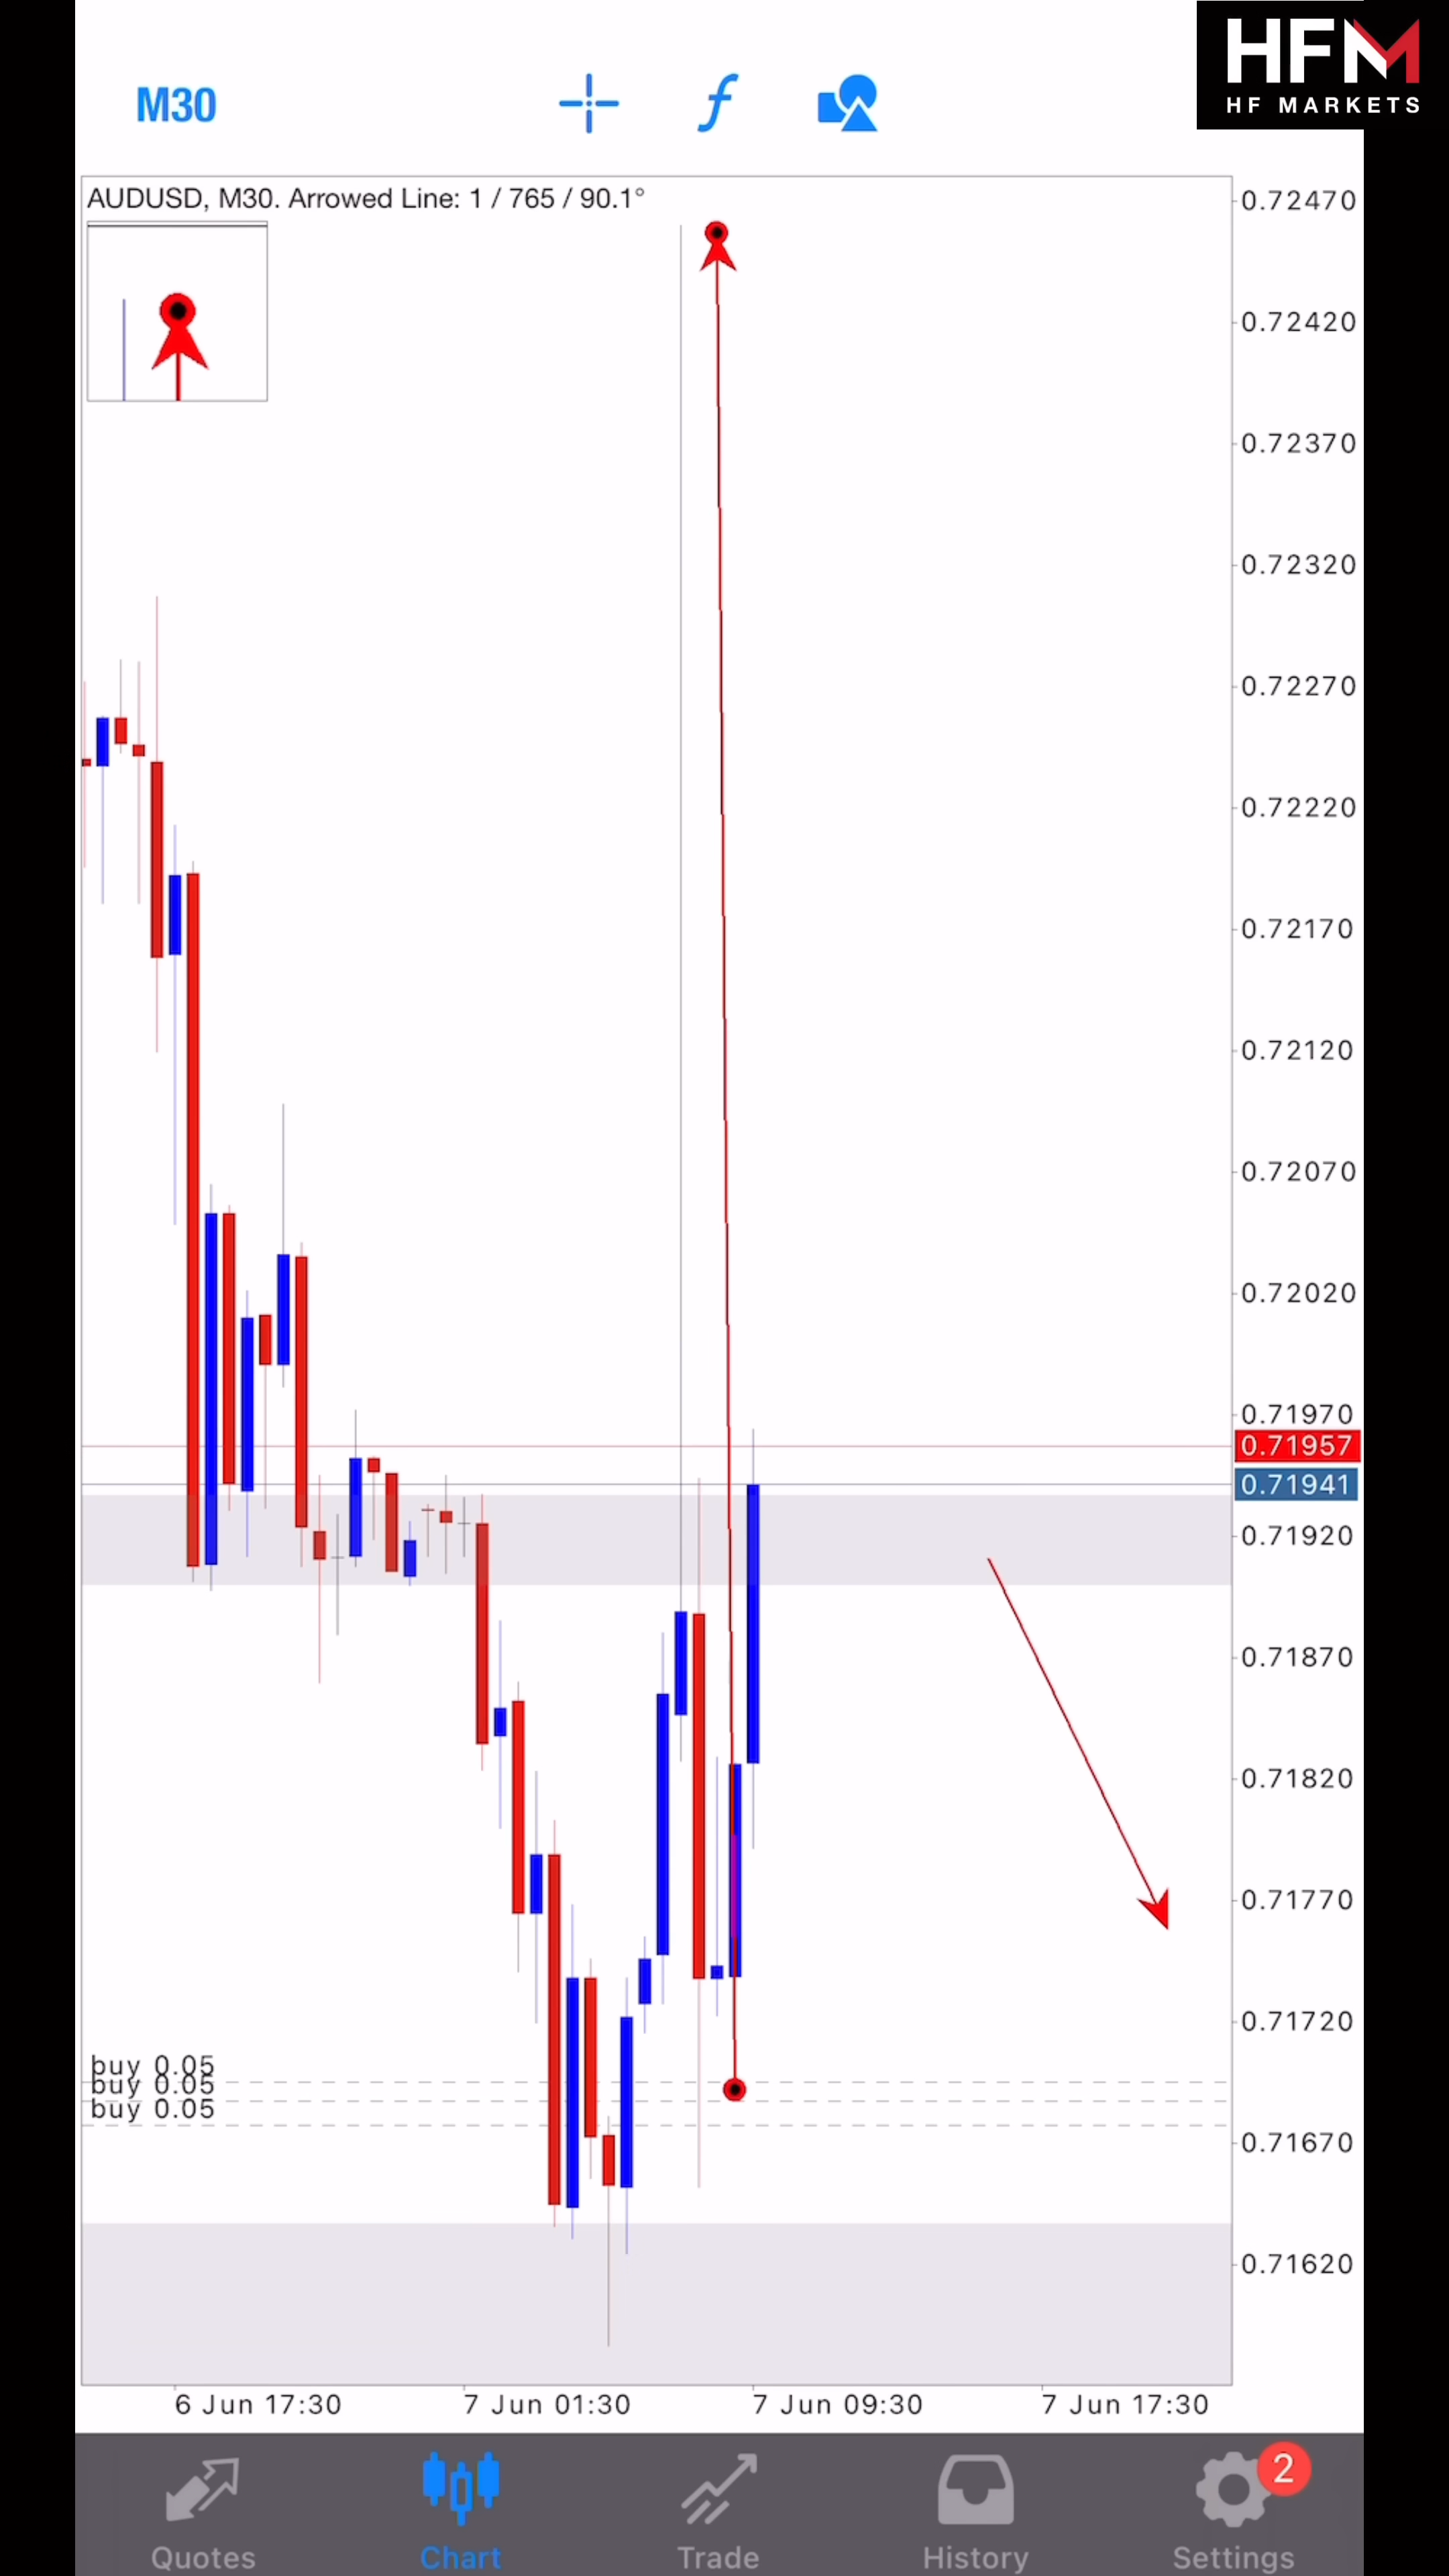 HFM
HF MARKETS
M30
AUDUSD, M30. Arrowed Line: 1 / 765 / 90.1°
0.72470
0.72420
0.72370
0.72320
0.72270
0.72220
0.72170
0.72120
0.72070
0.72020
0.71970
0.71957
0.71941
0.71920
0.71870
0.71820
0.71770
0.71720
buy 0.05
buy 0.05
buy 0.05
0.71670
0.71620
6 Jun 17:30 7 Jun 01:30 7 Jun 09:30 7 Jun 17:30
2
Quotes Chart Trade History Settings